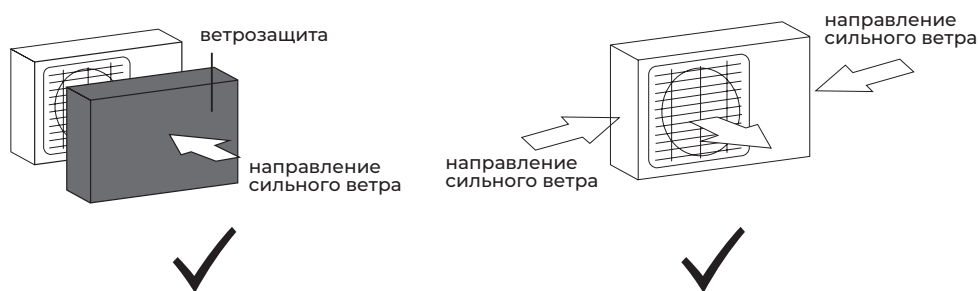 ветрозащита
направление
сильного ветра
направление
сильного ветра
направление
сильного ветра